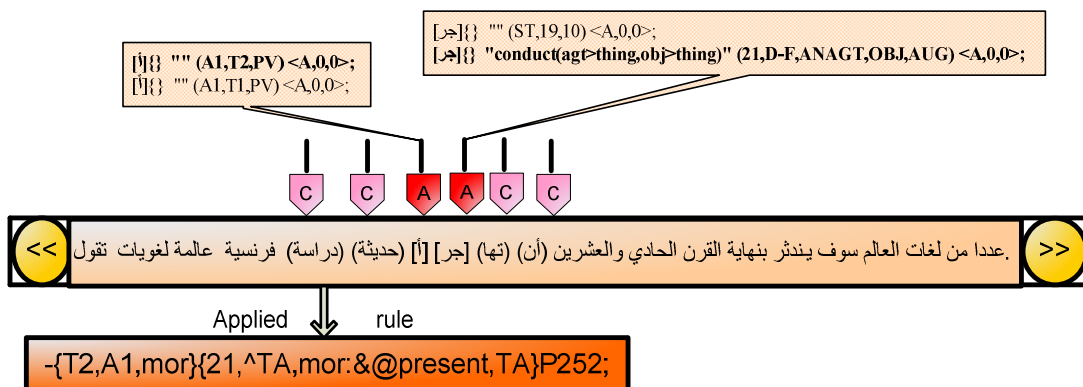 [جر]{} "" (ST,19,10) <A,0,0>;
[جر]{} "conduct(agt>thing,obj>thing)" (21,D-F,ANAGT,OBJ,AUG) <A,0,0>;
[أ]{} "" (A1,T2,PV) <A,0,0>;
[أ]{} "" (A1,T1,PV) <A,0,0>;
C C A A C C
<< .عددا من لغات العالم سوف يندثر بنهاية القرن الحادي والعشرين (أن) (تها) [جر] [أ] (حديثة) (دراسة) فرنسية عالمة لغويات تقول >>
Applied rule
-{T2,A1,mor}{21,^TA,mor:&@present,TA}P252;